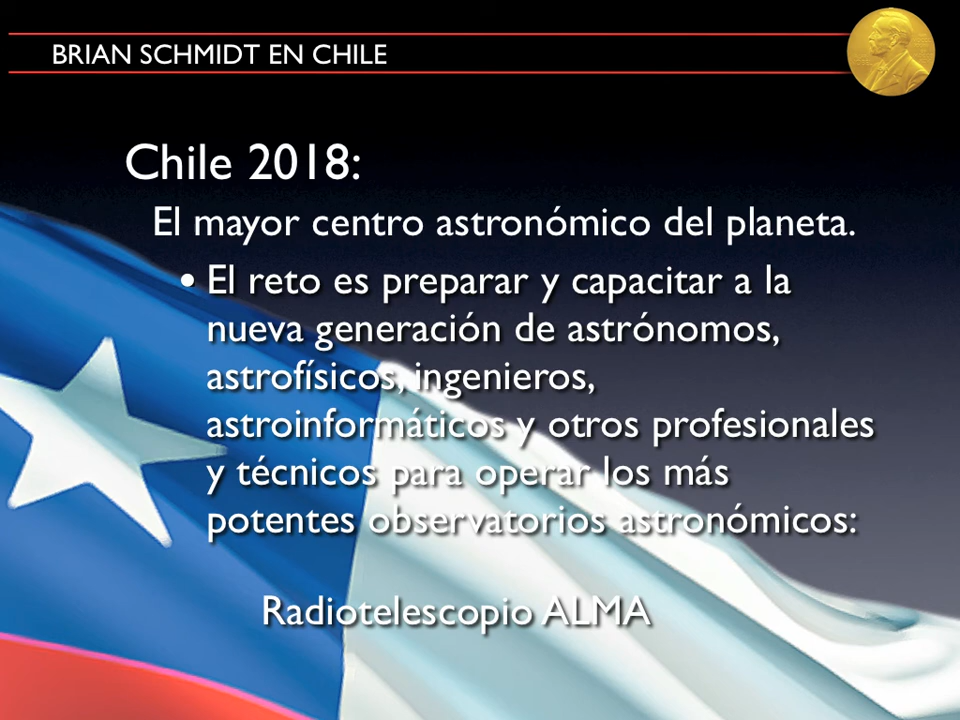 BRIAN SCHMIDT EN CHILE
Chile 2018:
El mayor centro astronómico del planeta.
• El reto es preparar y capacitar a la
nueva generación de astrónomos,
astrofísicos, ingenieros,
astroinformáticos y otros profesionales
y técnicos para operar los más
potentes observatorios astronómicos:
Radiotelescopio ALMA